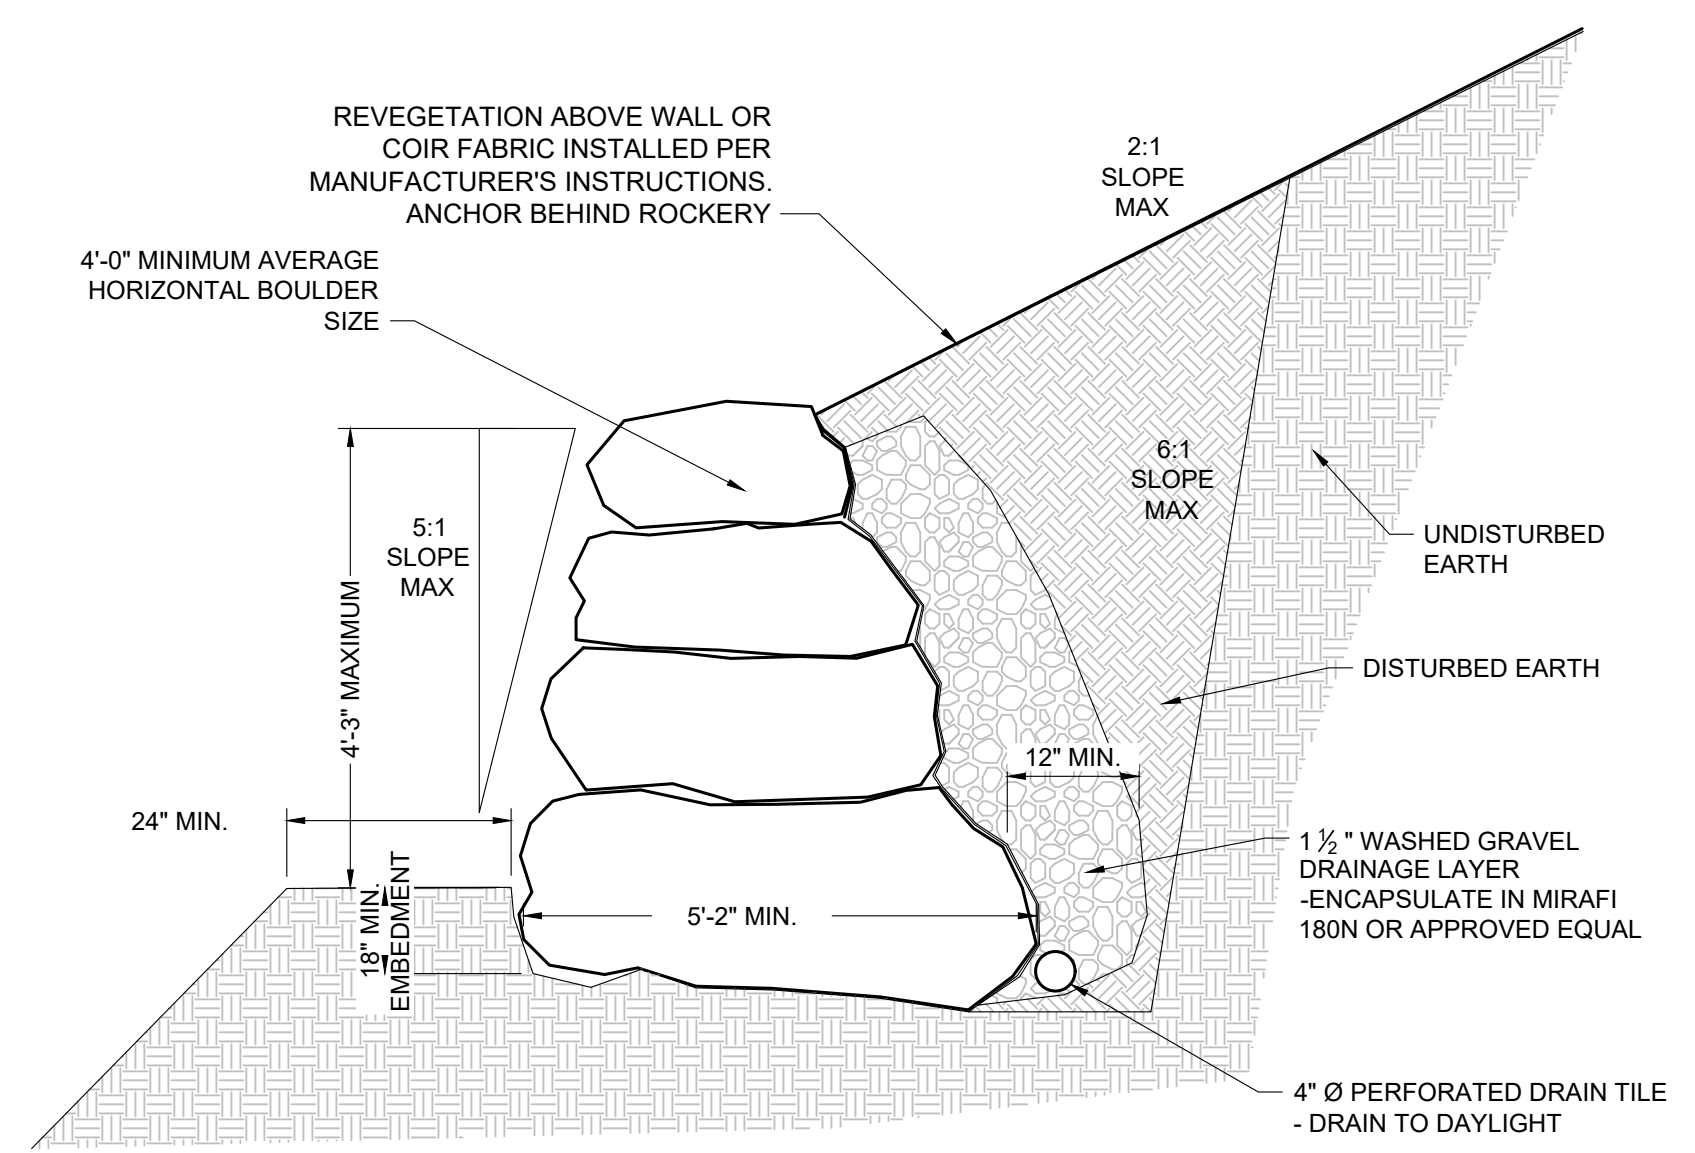 REVEGETATION ABOVE WALL OR
COIR FABRIC INSTALLED PER
MANUFACTURER'S INSTRUCTIONS.
ANCHOR BEHIND ROCKERY
2:1
SLOPE
MAX
4'-0" MINIMUM AVERAGE
HORIZONTAL BOULDER
SIZE
6:1
SLOPE
MAX
5:1
SLOPE
MAX
UNDISTURBED
EARTH
4'-3" MAXIMUM
DISTURBED EARTH
12" MIN.
24" MIN.
1 ½ " WASHED GRAVEL
DRAINAGE LAYER
-ENCAPSULATE IN MIRAFI
180N OR APPROVED EQUAL
18" MIN.
EMBEDMENT
5'-2" MIN.
4" Ø PERFORATED DRAIN TILE
- DRAIN TO DAYLIGHT